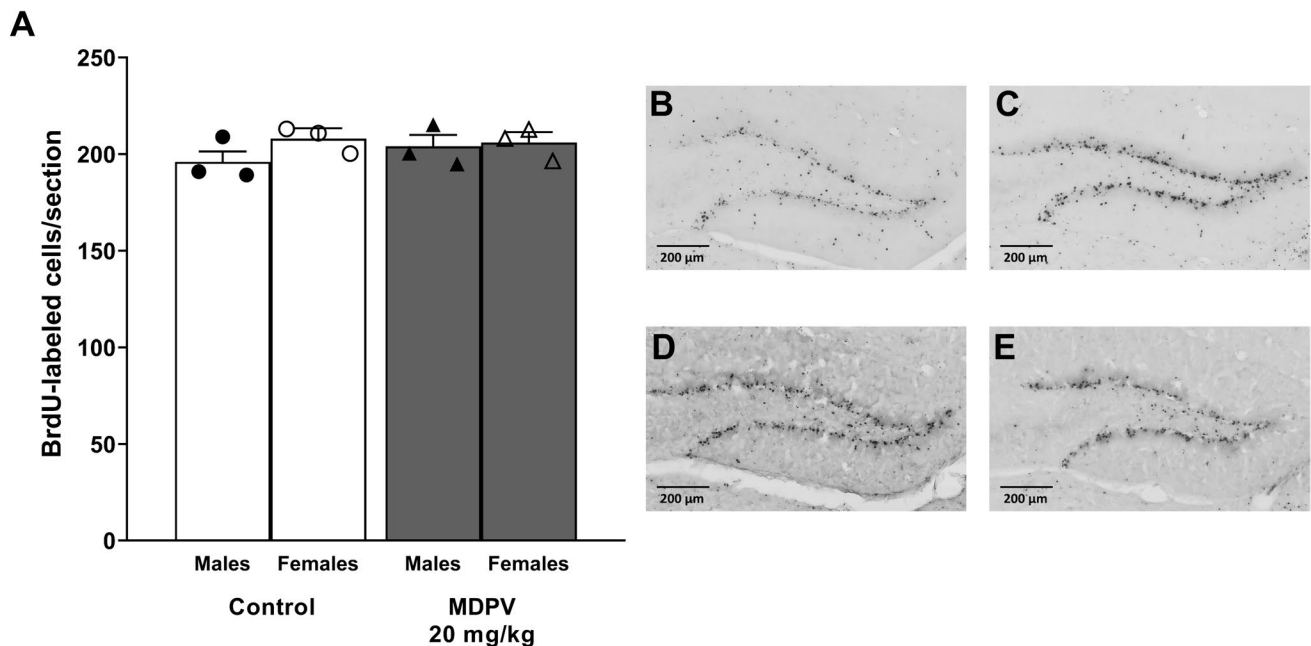 A
BrdU-labeled cells/section
250
200
150
100
50
0
Males Females Males Females
Control MDPV
20 mg/kg
B
200 µm
C
200 µm
D
200 µm
E
200 µm